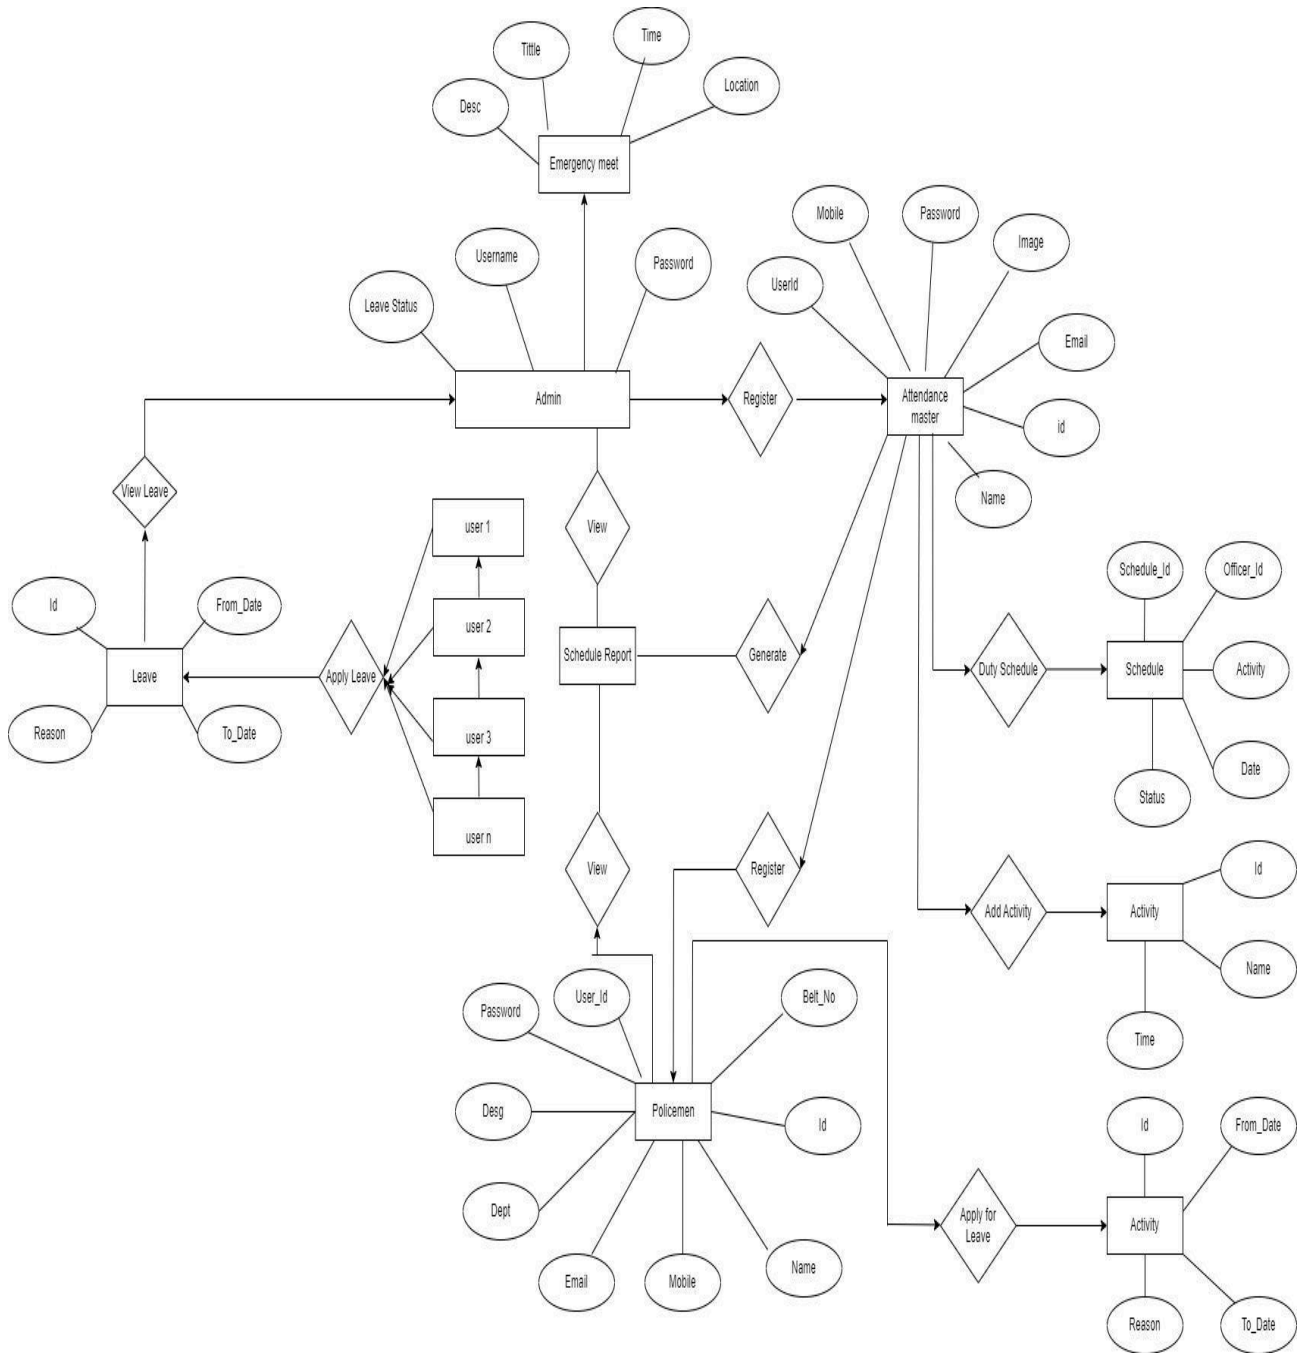 Time
Tittle
Location
Desc
Emergency meet
Mobile
Password
Image
Username
Password
UserId
Leave Status
Email
Admin
Register
Attendance
master
id
View Leave
Name
user 1
View
Schedule_Id
Officer_Id
Id
From_Date
user 2
Schedule Report
Generate
Duty Schedule
Schedule
Activity
Leave
Apply Leave
Reason
To_Date
user 3
Date
Status
user n
View
Register
Id
Add Activity
Activity
Name
User_Id
Belt_No
Password
Time
Desg
Policemen
Id
Id
From_Date
Dept
Apply for
Leave
Activity
Email
Mobile
Name
Reason
To_Date